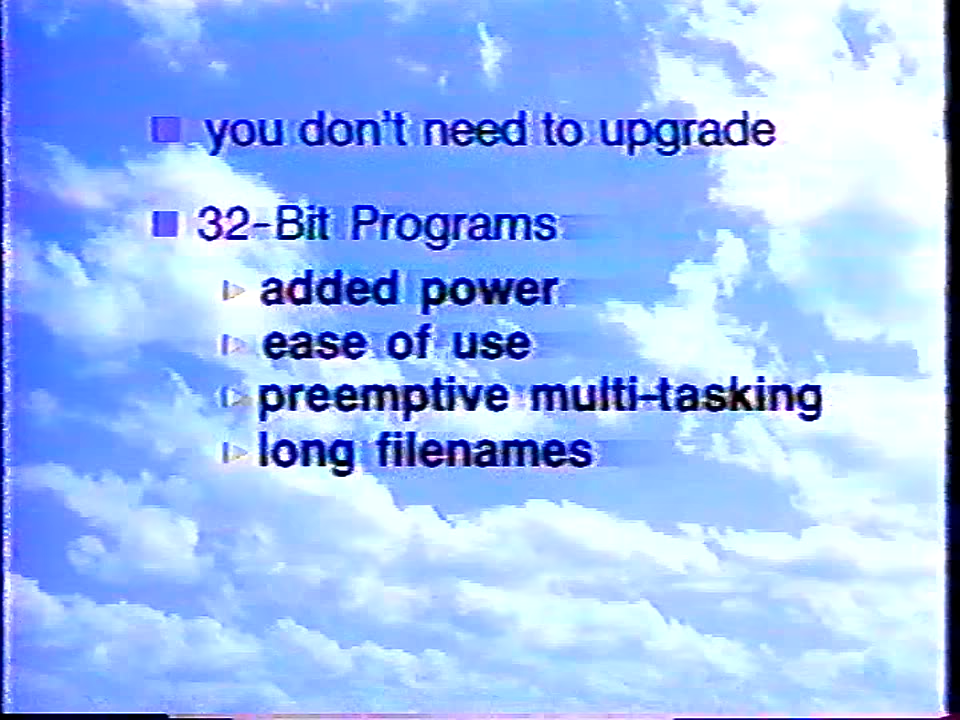 you don't need to upgrade
32-Bit Programs
added power
ease of use
preemptive multi-tasking
long filenames